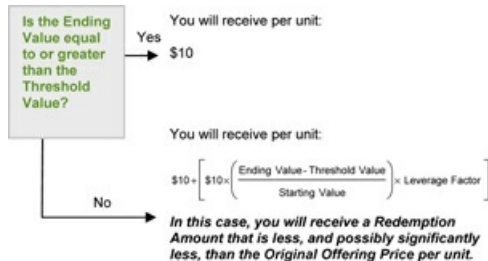 Is the Ending
Value equal
to or greater
than the
Threshold
Value?
Yes
You will receive per unit:
$10
No
You will receive per unit:
$10+[$10×(Ending Value-Threshold Value
Starting Value)× Leverage Factor]
In this case, you will receive a Redemption
Amount that is less, and possibly significantly
less, than the Original Offering Price per unit.